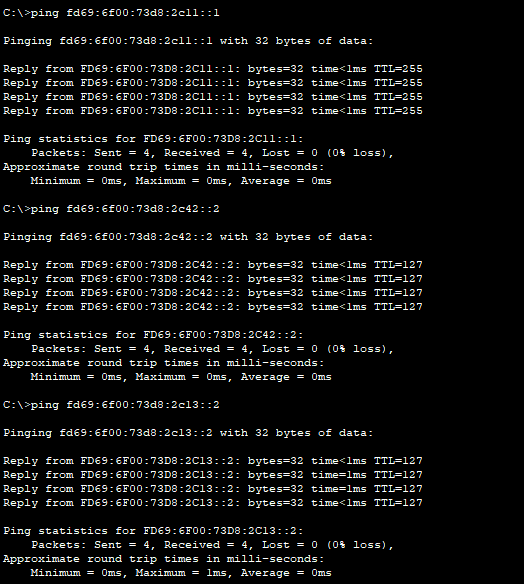 C:\>ping fd69:6f00:73d8:2c11::1
Pinging fd69:6f00:73d8:2c11::1 with 32 bytes of data:
Reply from FD69:6F00:73D8:2C11::1: bytes=32 time<1ms TTL=255
Reply from FD69:6F00:73D8:2C11::1: bytes=32 time<1ms TTL=255
Reply from FD69:6F00:73D8:2C11::1: bytes=32 time<1ms TTL=255
Reply from FD69:6F00:73D8:2C11::1: bytes=32 time<1ms TTL=255
Ping statistics for FD69:6F00:73D8:2C11::1:
    Packets: Sent = 4, Received = 4, Lost = 0 (0% loss),
Approximate round trip times in milli-seconds:
    Minimum = 0ms, Maximum = 0ms, Average = 0ms
C:\>ping fd69:6f00:73d8:2c42::2
Pinging fd69:6f00:73d8:2c42::2 with 32 bytes of data:
Reply from FD69:6F00:73D8:2C42::2: bytes=32 time<1ms TTL=127
Reply from FD69:6F00:73D8:2C42::2: bytes=32 time<1ms TTL=127
Reply from FD69:6F00:73D8:2C42::2: bytes=32 time<1ms TTL=127
Reply from FD69:6F00:73D8:2C42::2: bytes=32 time<1ms TTL=127
Ping statistics for FD69:6F00:73D8:2C42::2:
    Packets: Sent = 4, Received = 4, Lost = 0 (0% loss),
Approximate round trip times in milli-seconds:
    Minimum = 0ms, Maximum = 0ms, Average = 0ms
C:\>ping fd69:6f00:73d8:2c13::2
Pinging fd69:6f00:73d8:2c13::2 with 32 bytes of data:
Reply from FD69:6F00:73D8:2C13::2: bytes=32 time<1ms TTL=127
Reply from FD69:6F00:73D8:2C13::2: bytes=32 time=1ms TTL=127
Reply from FD69:6F00:73D8:2C13::2: bytes=32 time=1ms TTL=127
Reply from FD69:6F00:73D8:2C13::2: bytes=32 time<1ms TTL=127
Ping statistics for FD69:6F00:73D8:2C13::2:
    Packets: Sent = 4, Received = 4, Lost = 0 (0% loss),
Approximate round trip times in milli-seconds:
    Minimum = 0ms, Maximum = 1ms, Average = 0ms